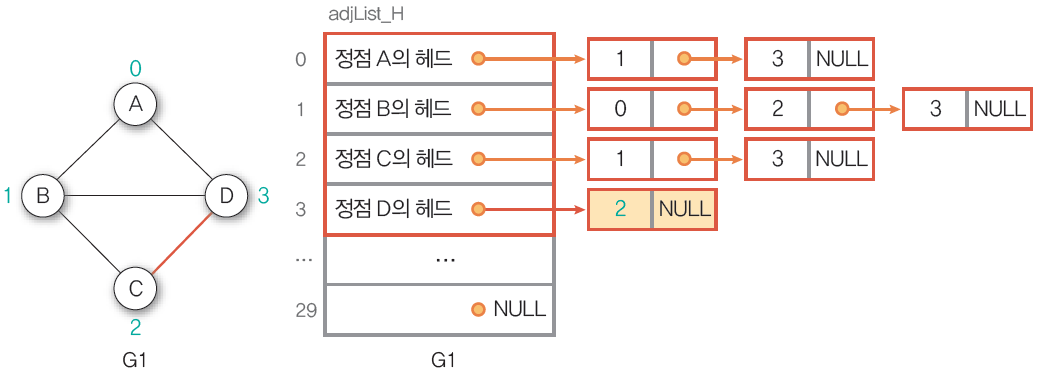 adjList_H
0 정점 A의 헤드 1 3 NULL
1 정점 B의 헤드 0 2 3 NULL
2 정점 C의 헤드 1 3 NULL
3 정점 D의 헤드 2 NULL
... ...
29 NULL
G1
0
A
1 B D 3
C
2
G1